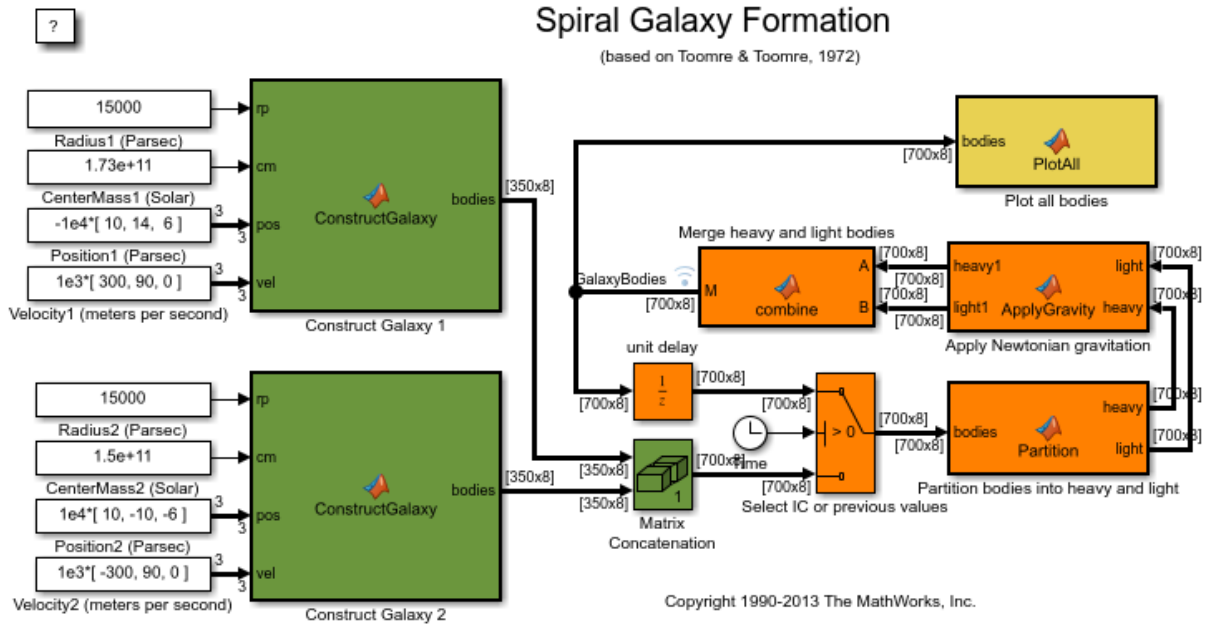 ?
Spiral Galaxy Formation
(based on Toomre & Toomre, 1972)
15000
rp
Radius1 (Parsec)
1.73e+11
cm
CenterMass1 (Solar)
-1e4*[ 10, 14, 6 ]
3
3
pos
Position1 (Parsec)
1e3*[ 300, 90, 0 ]
3
3
vel
Velocity1 (meters per second)
ConstructGalaxy
bodies
[350x8]
Construct Galaxy 1
15000
rp
Radius2 (Parsec)
1.5e+11
cm
CenterMass2 (Solar)
1e4*[ 10, -10, -6 ]
3
3
pos
Position2 (Parsec)
1e3*[ -300, 90, 0 ]
3
3
vel
Velocity2 (meters per second)
ConstructGalaxy
bodies
[350x8]
Construct Galaxy 2
[700x8]
bodies
PlotAll
Plot all bodies
Merge heavy and light bodies
GalaxyBodies
[700x8]
M
combine
A
B
[700x8]
[700x8]
[700x8]
[700x8]
heavy1
light1
ApplyGravity
light
heavy
[700x8]
[700x8]
Apply Newtonian gravitation
unit delay
[700x8]
1
z
[700x8]
[700x8]
Time
> 0
[350x8]
[350x8]
1
[700x8]
[700x8]
Matrix
Concatenation
Select IC or previous values
[700x8]
[700x8]
bodies
Partition
heavy
light
[700x8]
[700x8]
Partition bodies into heavy and light
Copyright 1990-2013 The MathWorks, Inc.